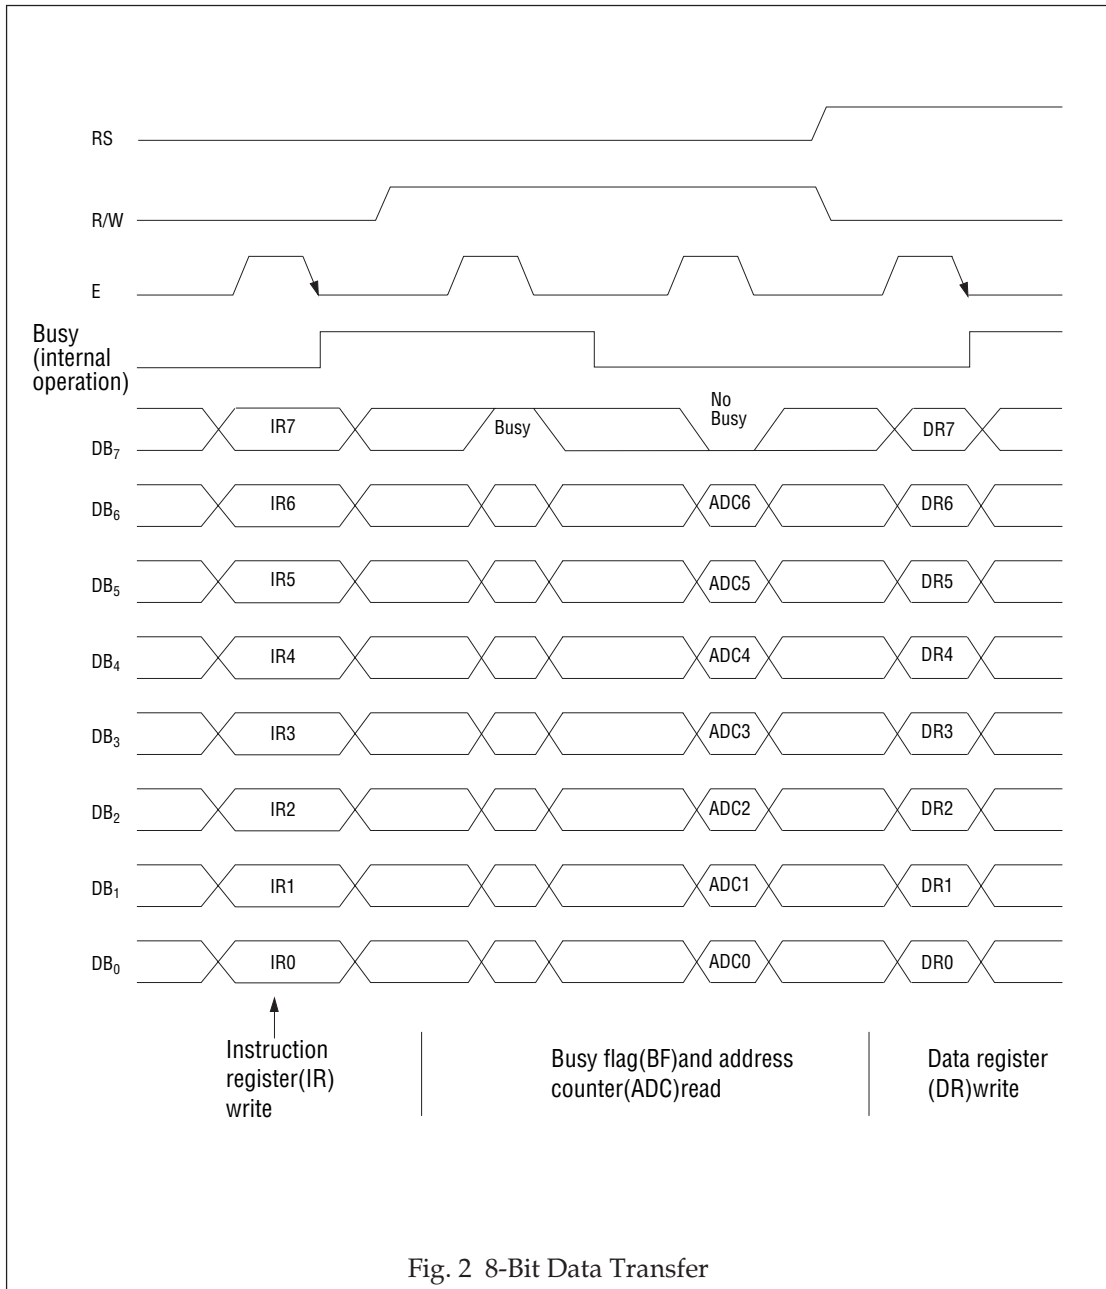 RS
R/W
E
Busy
(internal
operation)
DB7 IR7 Busy No Busy DR7
DB6 IR6 ADC6 DR6
DB5 IR5 ADC5 DR5
DB4 IR4 ADC4 DR4
DB3 IR3 ADC3 DR3
DB2 IR2 ADC2 DR2
DB1 IR1 ADC1 DR1
DB0 IR0 ADC0 DR0
Instruction
register(IR)
write
Busy flag(BF)and address
counter(ADC)read
Data register
(DR)write
Fig. 2 8-Bit Data Transfer